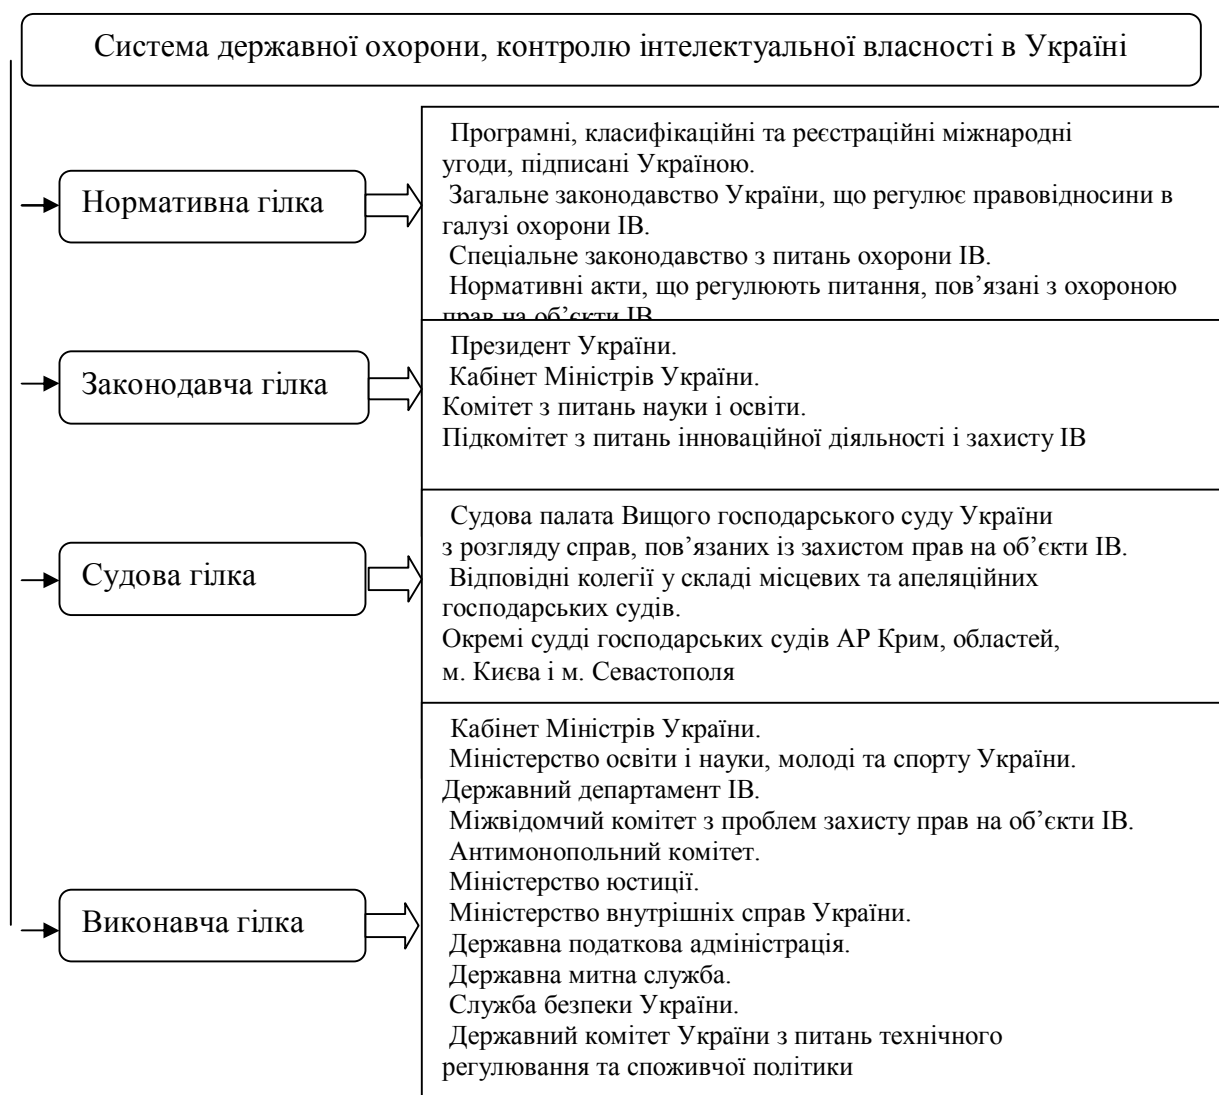 Система державної охорони, контролю інтелектуальної власності в Україні
Нормативна гілка
Програмні, класифікаційні та реєстраційні міжнародні
угоди, підписані Україною.
Загальне законодавство України, що регулює правовідносини в
галузі охорони ІВ.
Спеціальне законодавство з питань охорони ІВ.
Нормативні акти, що регулюють питання, пов’язані з охороною
прав на об’єкти ІВ
Законодавча гілка
Президент України.
Кабінет Міністрів України.
Комітет з питань науки і освіти.
Підкомітет з питань інноваційної діяльності і захисту ІВ
Судова гілка
Судова палата Вищого господарського суду України
з розгляду справ, пов’язаних із захистом прав на об’єкти ІВ.
Відповідні колегії у складі місцевих та апеляційних
господарських судів.
Окремі судді господарських судів АР Крим, областей,
м. Києва і м. Севастополя
Виконавча гілка
Кабінет Міністрів України.
Міністерство освіти і науки, молоді та спорту України.
Державний департамент ІВ.
Міжвідомчий комітет з проблем захисту прав на об’єкти ІВ.
Антимонопольний комітет.
Міністерство юстиції.
Міністерство внутрішніх справ України.
Державна податкова адміністрація.
Державна митна служба.
Служба безпеки України.
Державний комітет України з питань технічного
регулювання та споживчої політики